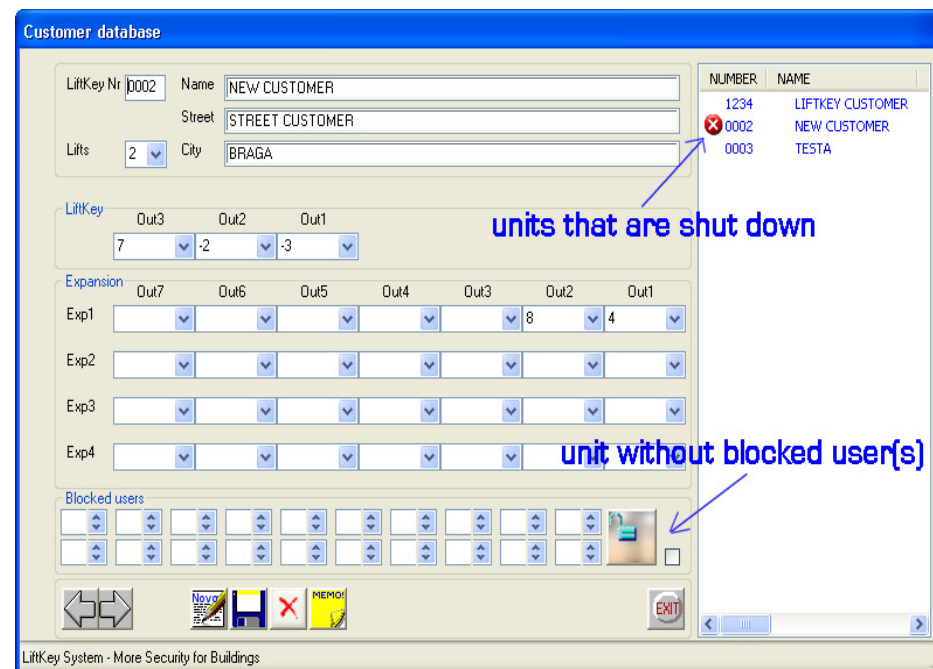 Customer database
LiftKey Nr 0002 Name NEW CUSTOMER
Street STREET CUSTOMER
Lifts 2 City BRAGA
NUMBER NAME
1234 LIFTKEY CUSTOMER
0002 NEW CUSTOMER
0003 TESTA
units that are shut down
LiftKey
Out3 Out2 Out1
7 -2 -3
Expansion
Out7 Out6 Out5 Out4 Out3 Out2 Out1
Exp1 8 4
Exp2
Exp3
Exp4
unit without blocked user(s)
Blocked users
Novo
MEMO!
EXIT
LiftKey System - More Security for Buildings